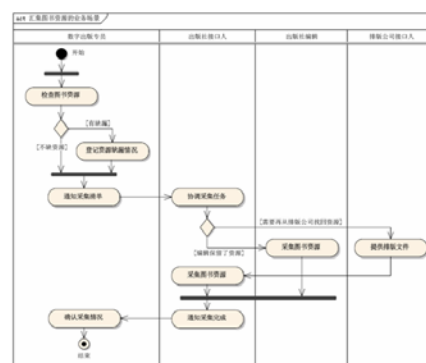 act 汇集图书资源的业务场景
数字出版专员
出版社接口人
出版社编辑
排版公司接口人
开始
检查图书资源
[有缺漏]
[不缺资源]
登记资源缺漏情况
通知采集清单
协调采集任务
[需要再从排版公司找回资源]
[编辑保留了资源]
采集图书资源
提供排版文件
采集图书资源
确认采集情况
通知采集完成
结束